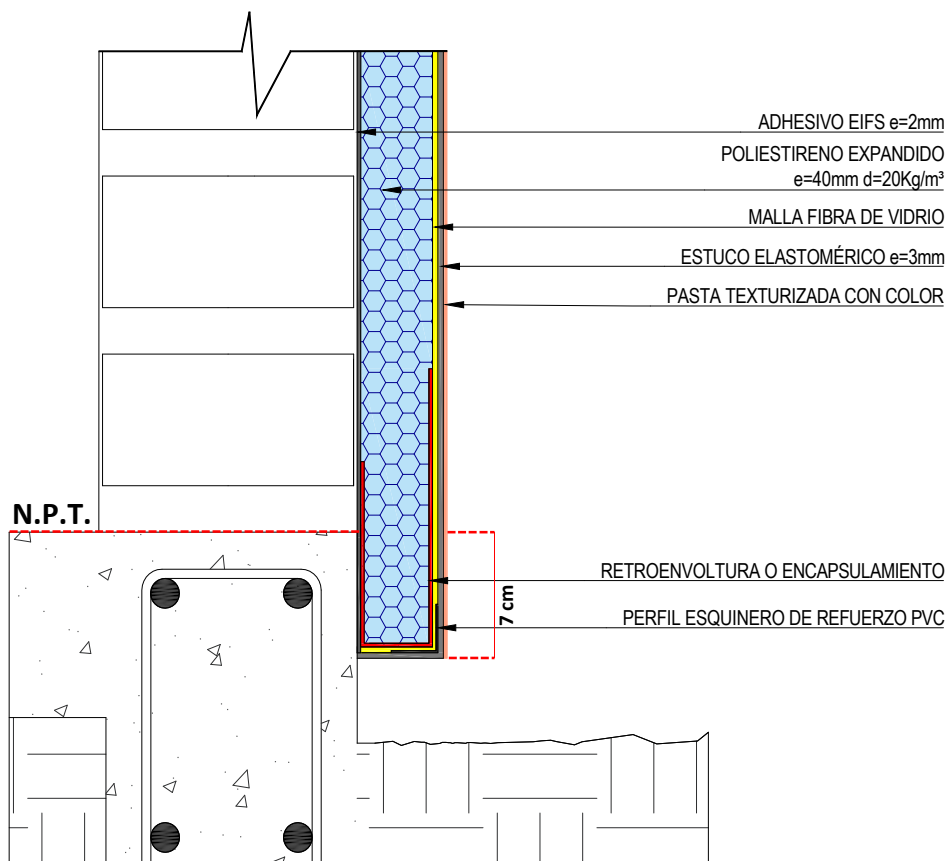 ADHESIVO EIFS e=2mm
POLIESTIRENO EXPANDIDO
e=40mm d=20Kg/m³
MALLA FIBRA DE VIDRIO
ESTUCO ELASTOMÉRICO e=3mm
PASTA TEXTURIZADA CON COLOR
N.P.T.
RETROENVOLTURA O ENCAPSULAMIENTO
7 cm
PERFIL ESQUINERO DE REFUERZO PVC